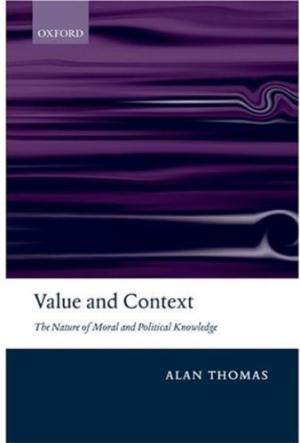 OXFORD
Value and Context
The Nature of Moral and Political Knowledge
ALAN THOMAS